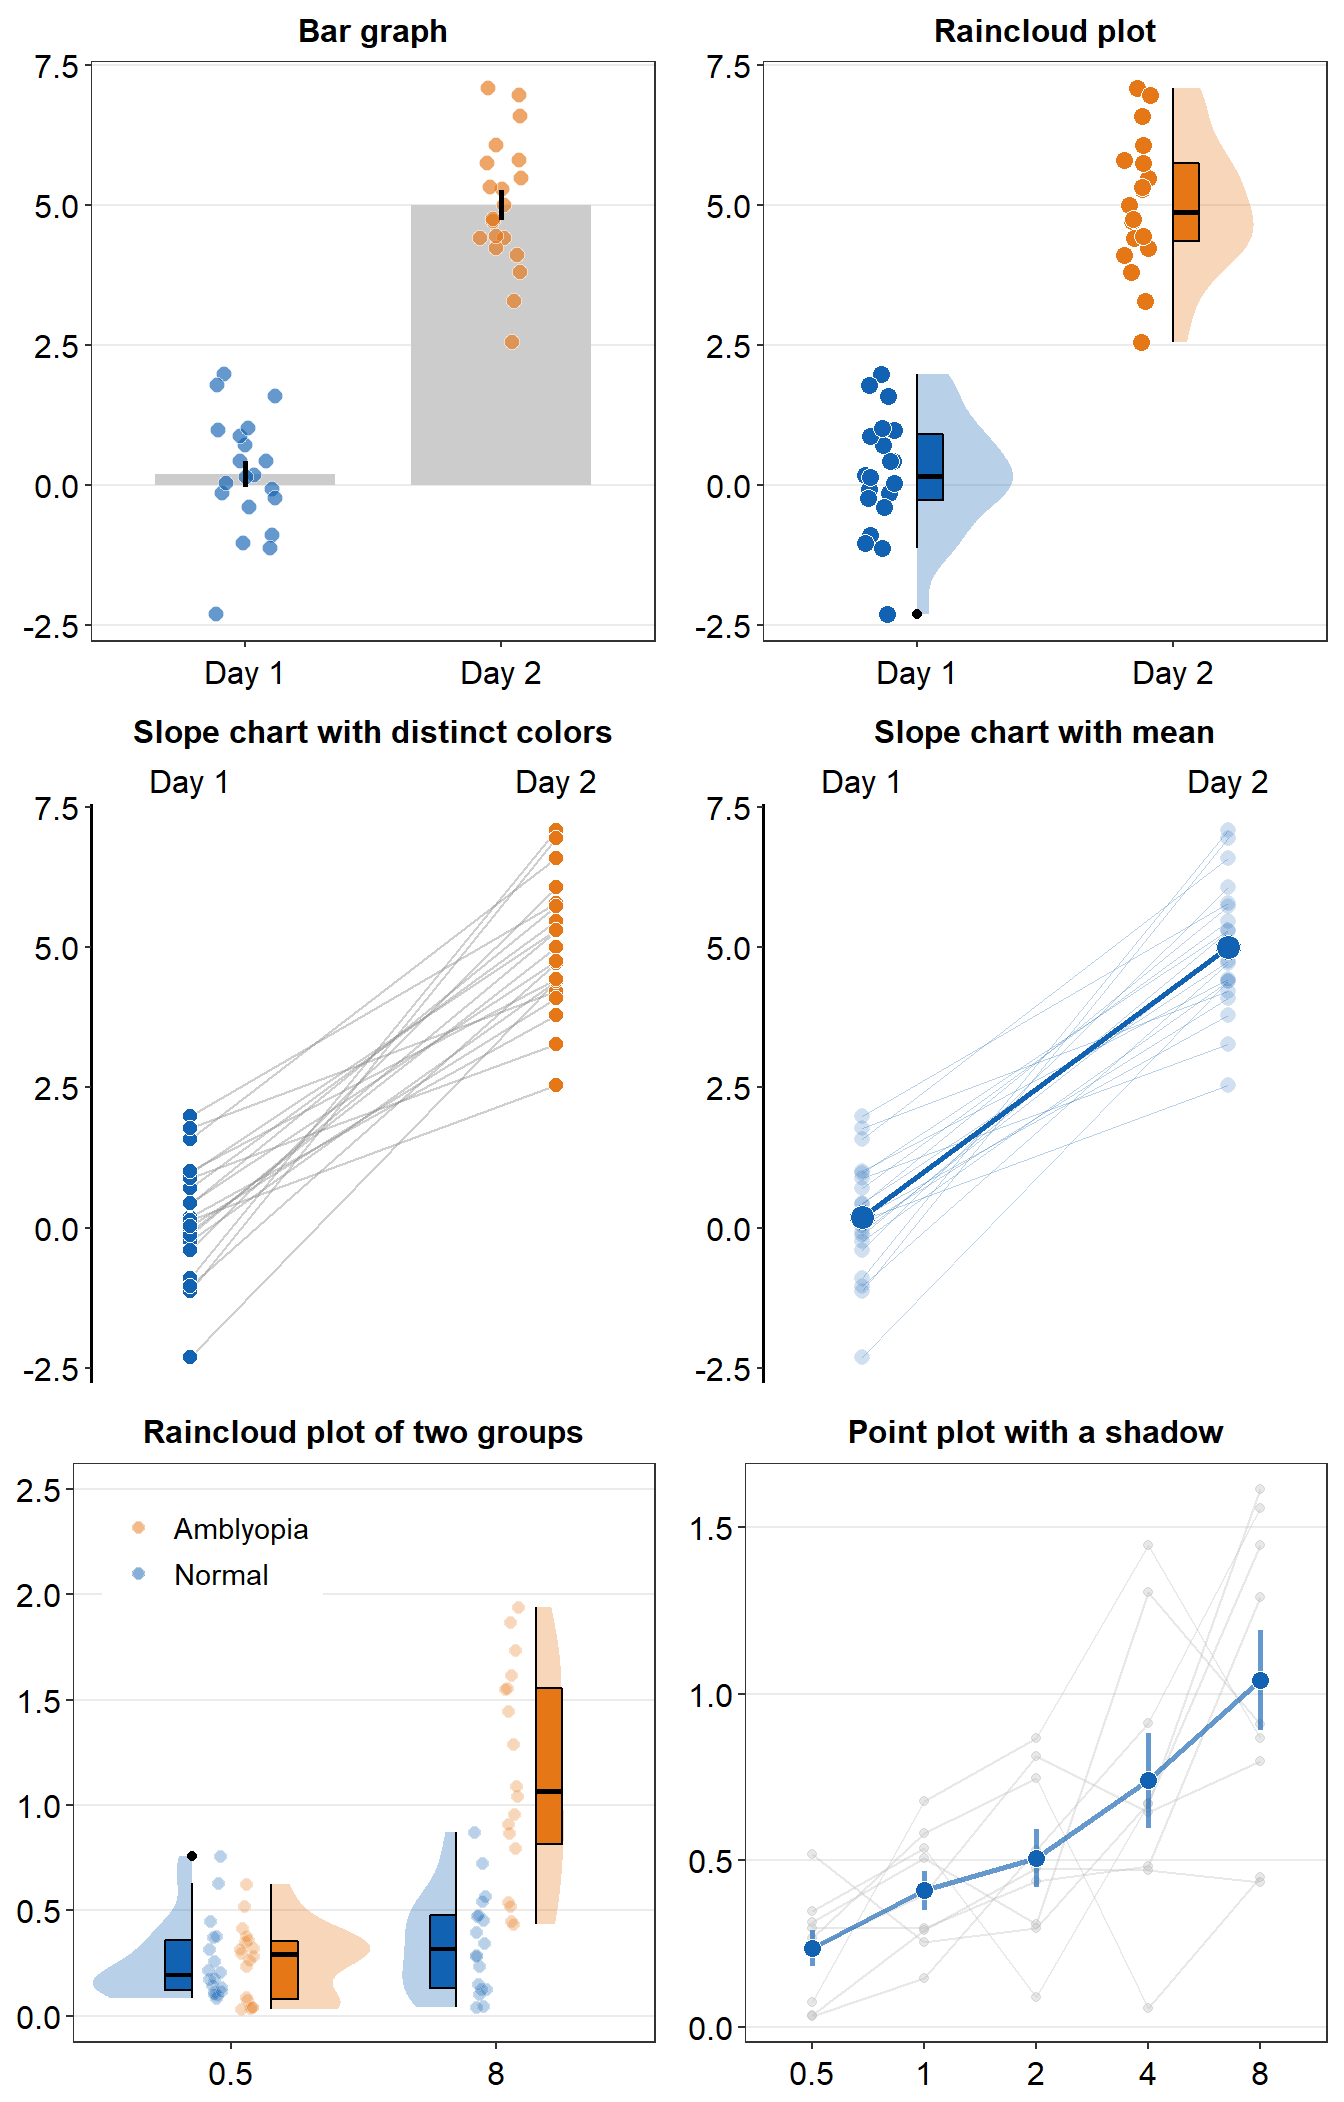 Bar graph
7.5
5.0
2.5
0.0
-2.5
Day 1
Day 2
Raincloud plot
7.5
5.0
2.5
0.0
-2.5
Day 1
Day 2
Slope chart with distinct colors
Day 1
Day 2
7.5
5.0
2.5
0.0
-2.5
Slope chart with mean
Day 1
Day 2
7.5
5.0
2.5
0.0
-2.5
Raincloud plot of two groups
2.5
2.0
1.5
1.0
0.5
0.0
Amblyopia
Normal
0.5
8
Point plot with a shadow
1.5
1.0
0.5
0.0
0.5
1
2
4
8